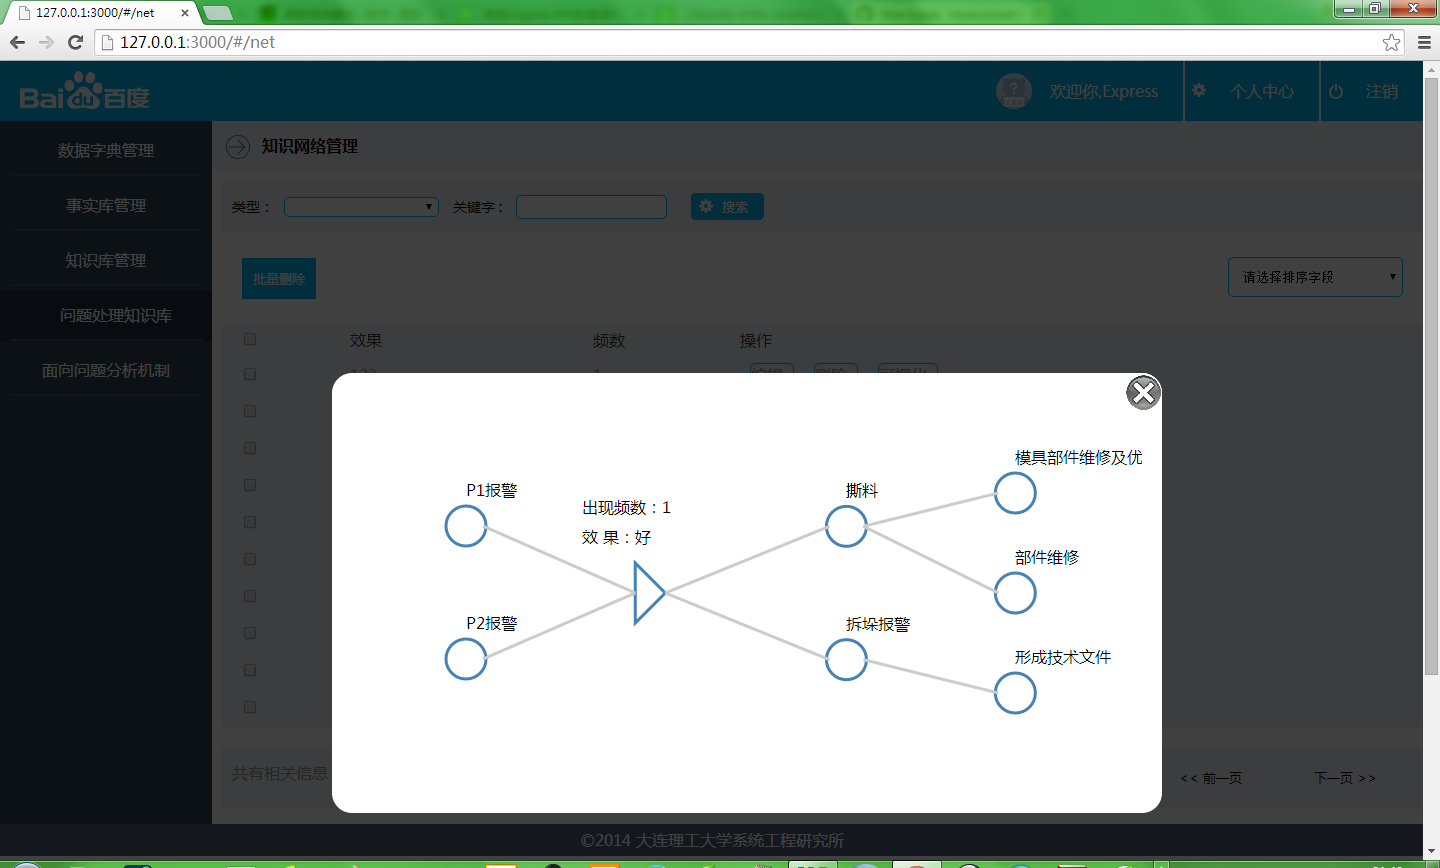 127.0.0.1:3000/#/net
127.0.0.1:3000/#/net
Baidu百度
欢迎你,Express
个人中心
注销
数据字典管理
事实库管理
知识库管理
问题处理知识库
面向问题分析机制
知识网络管理
类型：
关键字：
搜索
批量删除
请选择排序字段
效果 频数 操作
P1报警
P2报警
出现频数：1
效 果：好
撕料
拆垛报警
模具部件维修及优
部件维修
形成技术文件
共有相关信息
<< 前一页
下一页 >>
©2014 大连理工大学系统工程研究所